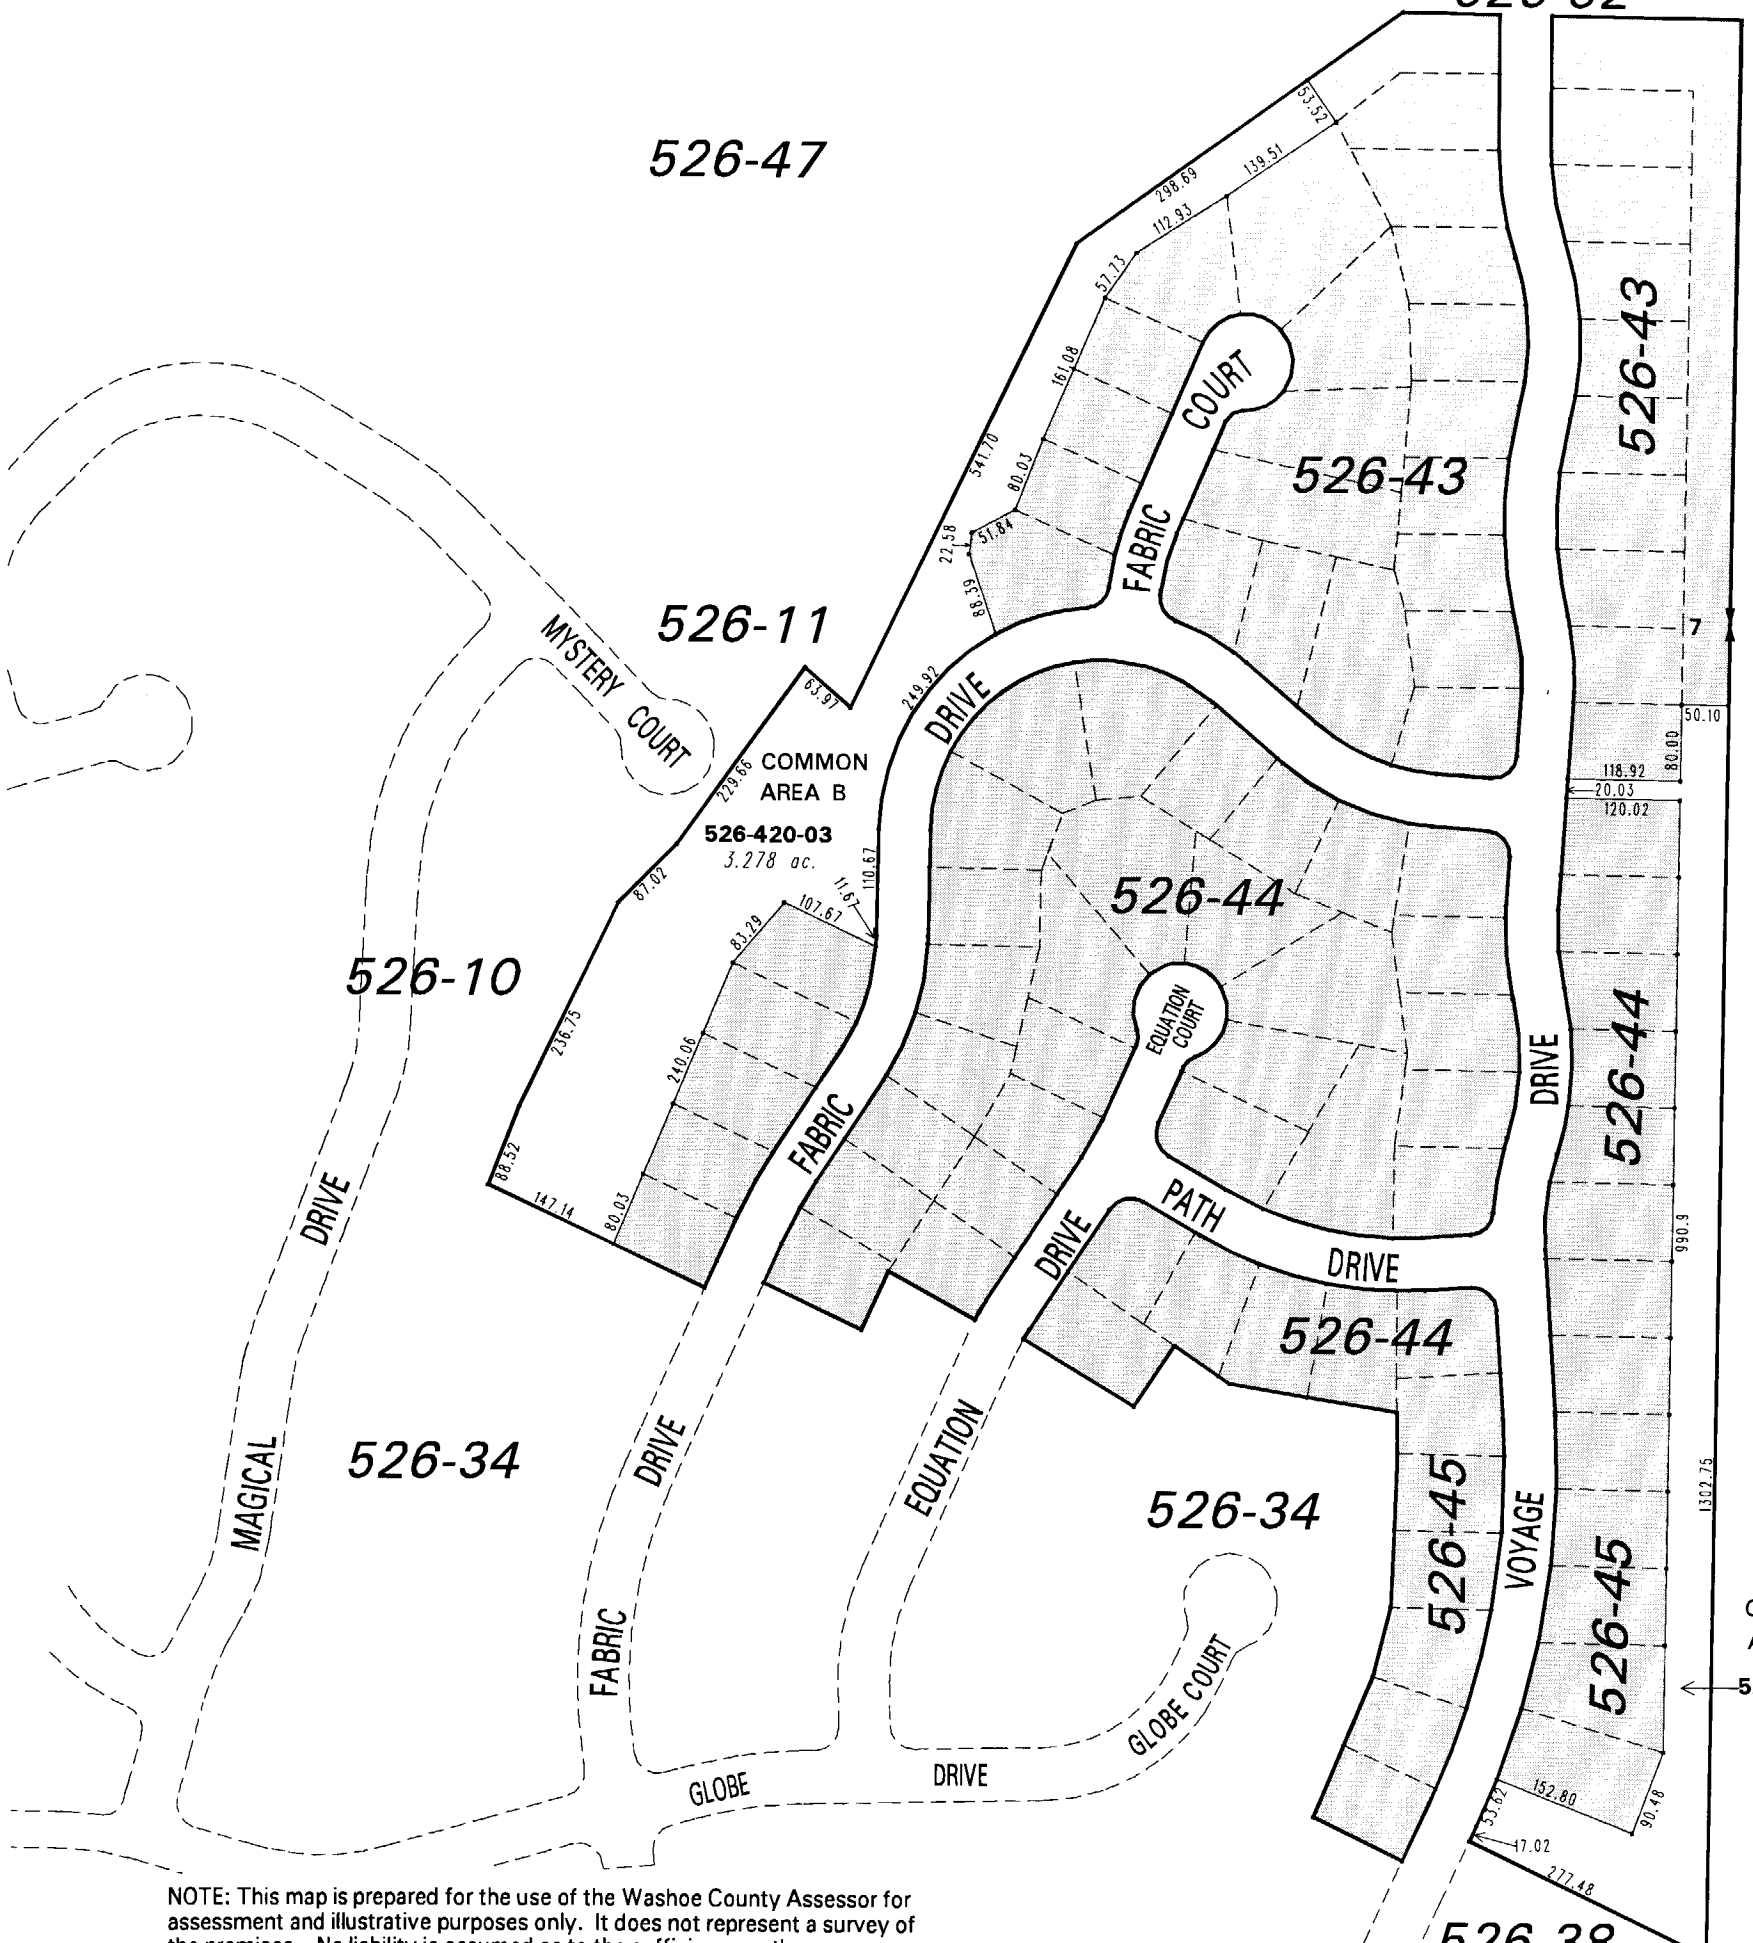 526-47
53.52
139.51
298.69
112.93
57.73
526-43
161.08
COURT
541.70
80.03
526-43
51.84
22.58
FABRIC
88.39
526-11
7
MYSTERY
COURT
63.97
249.92
DRIVE
50.10
80.00
118.92
20.03
120.02
229.66
COMMON
AREA B
526-420-03
3.278 ac.
87.02
110.67
11.67
107.67
83.29
526-44
526-10
EQUATION
COURT
236.75
240.06
DRIVE
526-44
FABRIC
88.52
147.14
80.03
DRIVE
PATH
DRIVE
DRIVE
990.9
526-44
526-34
DRIVE
MAGICAL
EQUATION
526-34
526-45
VOYAGE
1302.75
526-45
FABRIC
GLOBE COURT
5
GLOBE
DRIVE
152.80
53.62
90.48
17.02
277.48
NOTE: This map is prepared for the use of the Washoe County Assessor for
assessment and illustrative purposes only. It does not represent a survey of
526-38